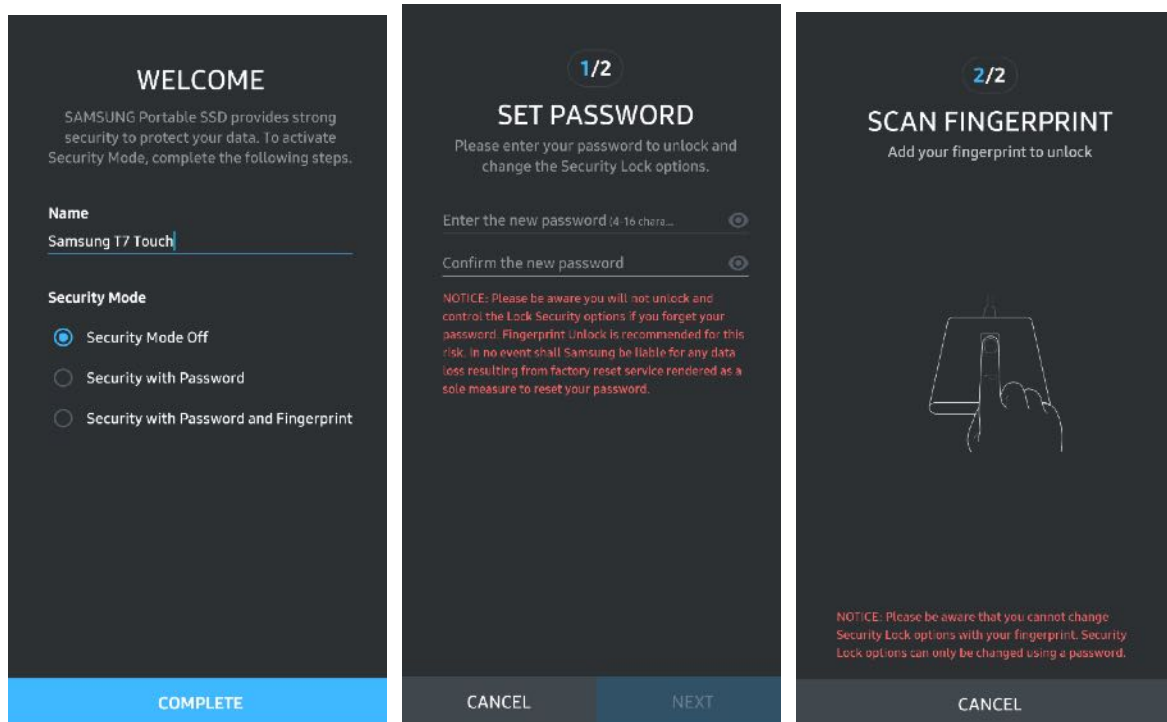 WELCOME
SAMSUNG Portable SSD provides strong
security to protect your data. To activate
Security Mode, complete the following steps.
Name
Samsung T7 Touch
Security Mode
Security Mode Off
Security with Password
Security with Password and Fingerprint
COMPLETE
1/2
SET PASSWORD
Please enter your password to unlock and
change the Security Lock options.
Enter the new password (4-16 chara...
Confirm the new password
NOTICE: Please be aware you will not unlock and
control the Lock Security options if you forget your
password. Fingerprint Unlock is recommended for this
risk. In no event shall Samsung be liable for any data
loss resulting from factory reset service rendered as a
sole measure to reset your password.
CANCEL
NEXT
2/2
SCAN FINGERPRINT
Add your fingerprint to unlock
NOTICE: Please be aware that you cannot change
Security Lock options with your fingerprint. Security
Lock options can only be changed using a password.
CANCEL